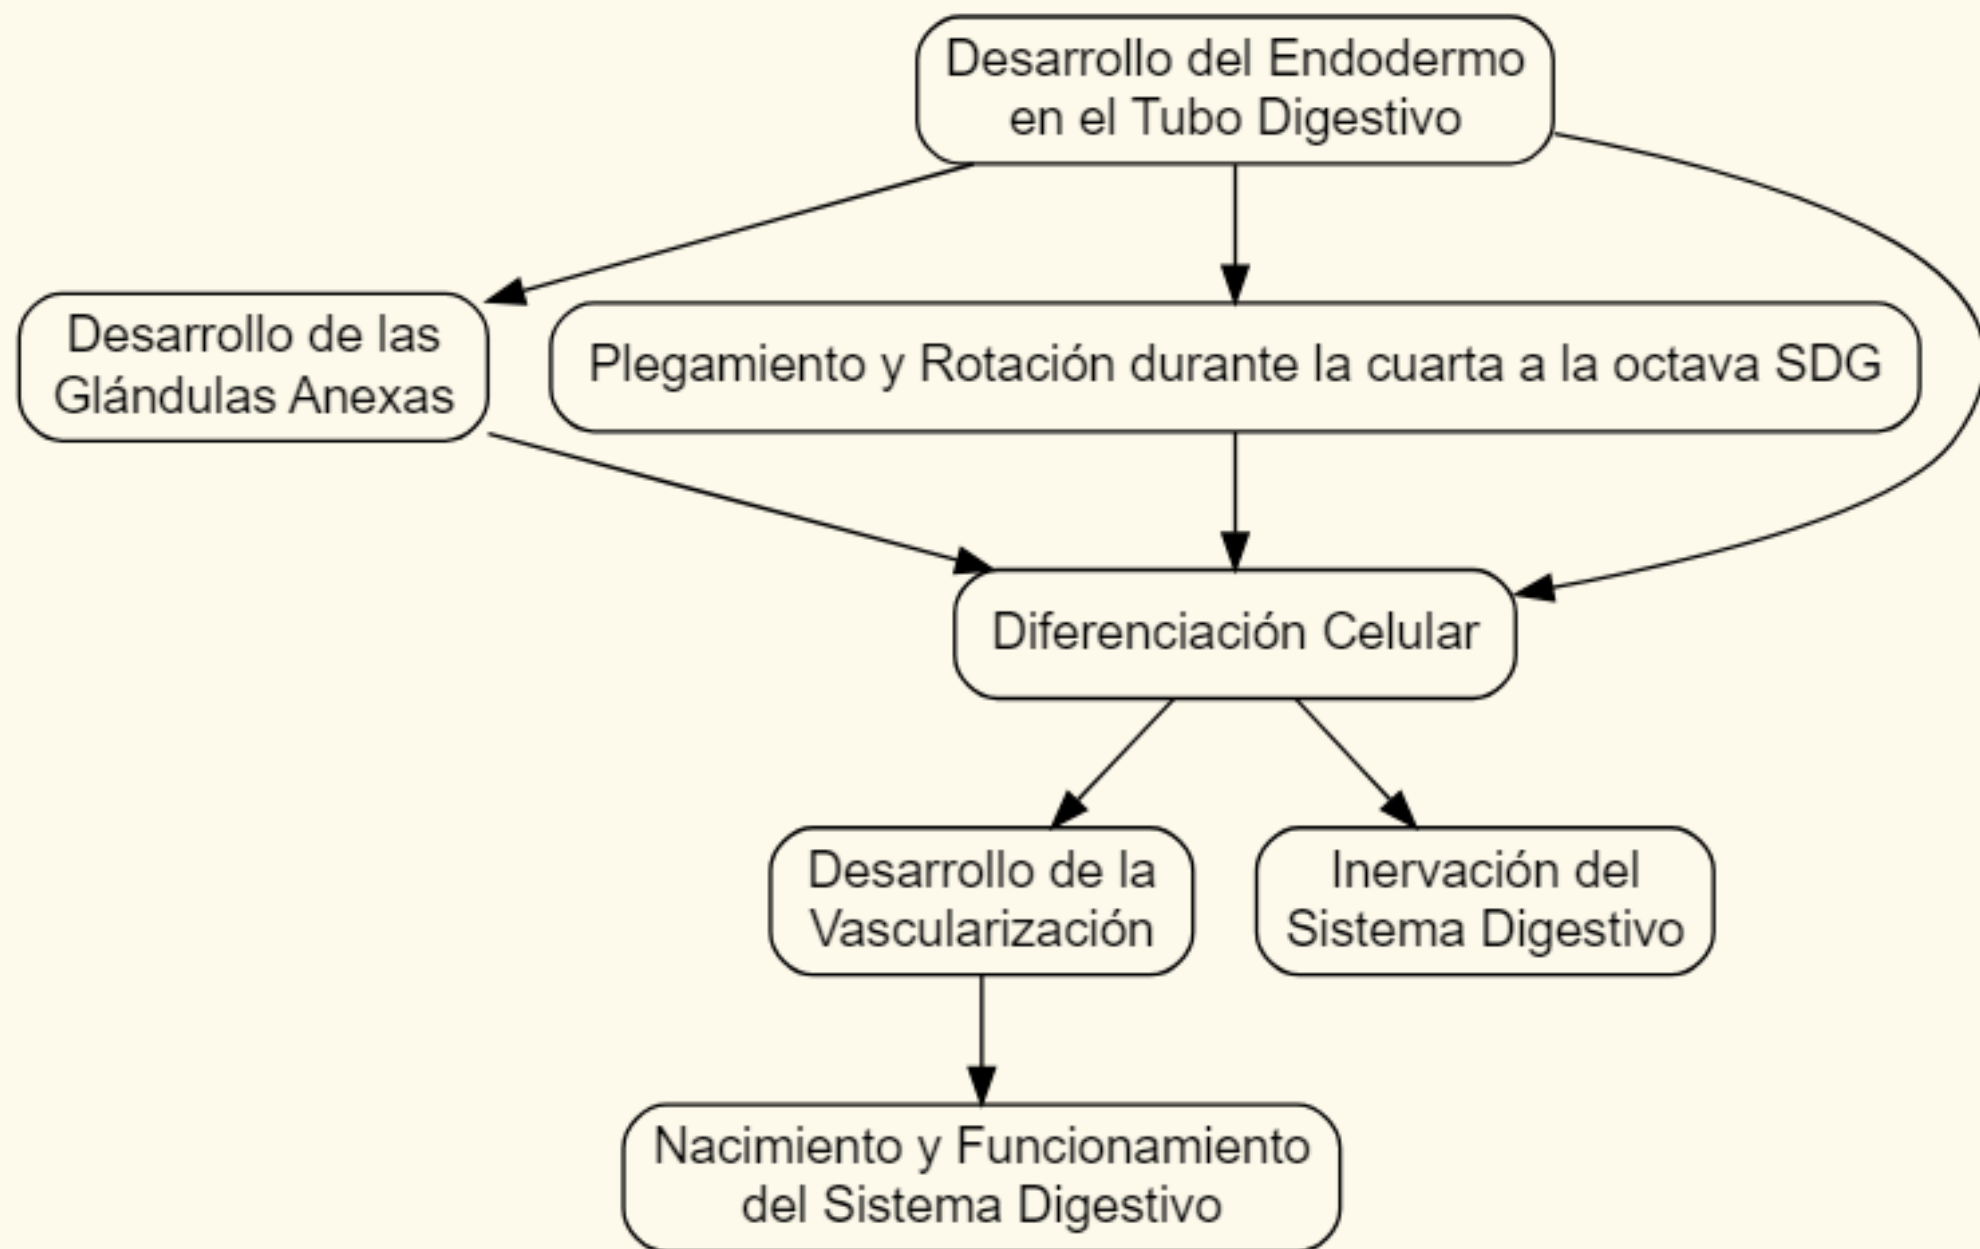 Desarrollo del Endodermo
en el Tubo Digestivo
Desarrollo de las
Glándulas Anexas
Plegamiento y Rotación durante la cuarta a la octava SDG
Diferenciación Celular
Desarrollo de la
Vascularización
Inervación del
Sistema Digestivo
Nacimiento y Funcionamiento
del Sistema Digestivo